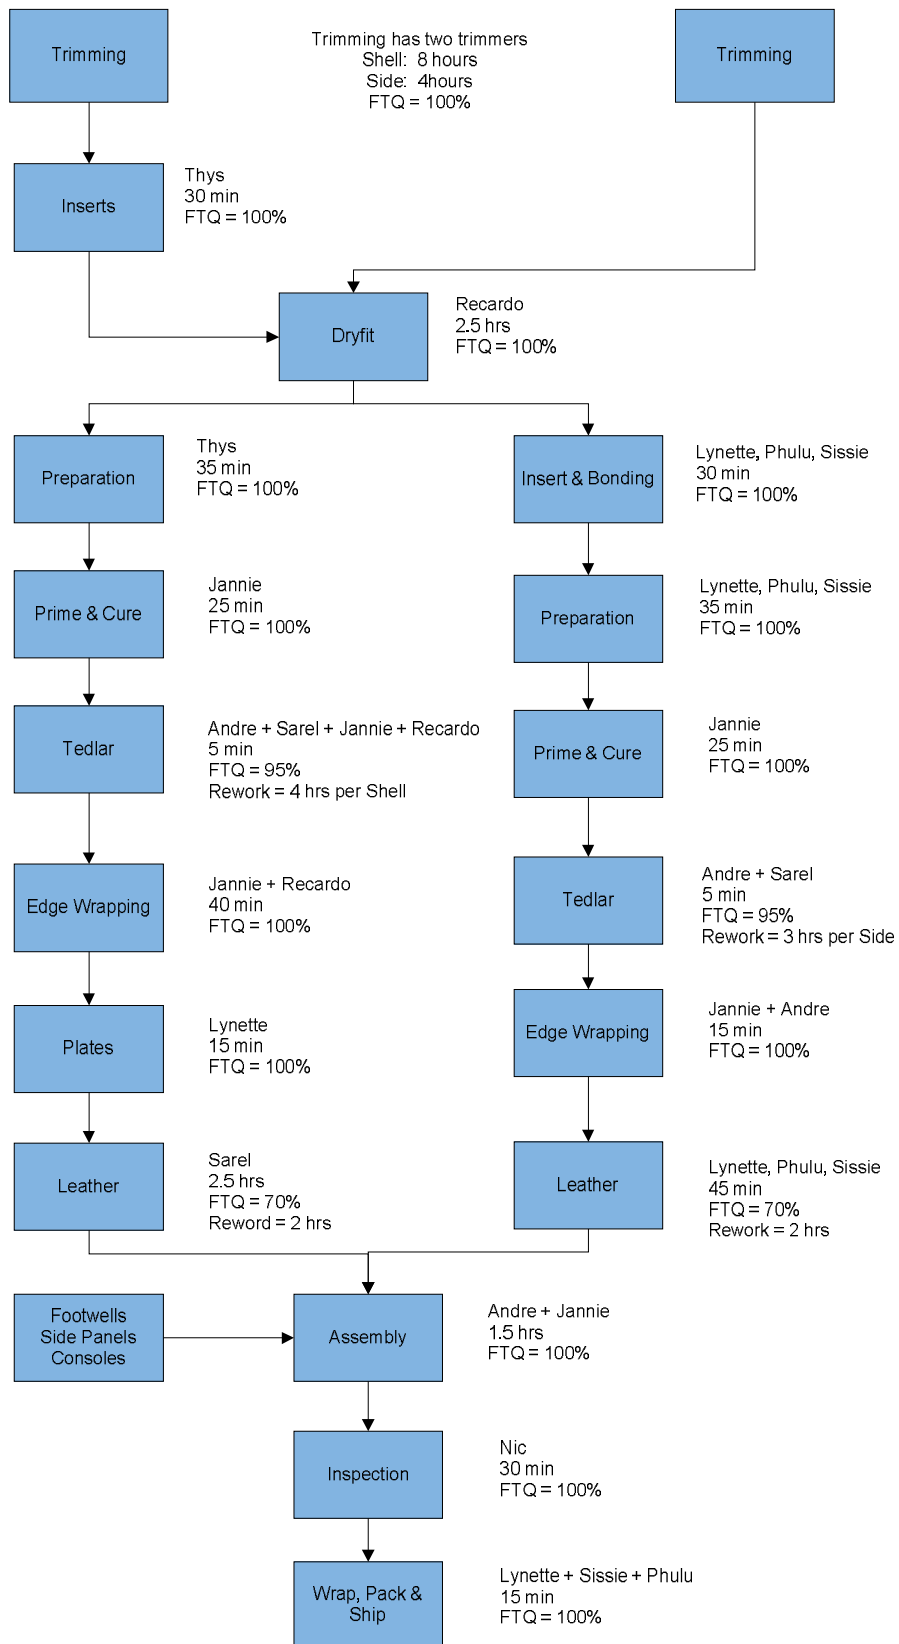 Trimming
Trimming has two trimmers
Shell:  8 hours
Side:  4hours
FTQ = 100%
Trimming
Inserts
Thys
30 min
FTQ = 100%
Dryfit
Recardo
2.5 hrs
FTQ = 100%
Preparation
Thys
35 min
FTQ = 100%
Insert & Bonding
Lynette, Phulu, Sissie
30 min
FTQ = 100%
Prime & Cure
Jannie
25 min
FTQ = 100%
Preparation
Lynette, Phulu, Sissie
35 min
FTQ = 100%
Tedlar
Andre + Sarel + Jannie + Recardo
5 min
FTQ = 95%
Rework = 4 hrs per Shell
Prime & Cure
Jannie
25 min
FTQ = 100%
Edge Wrapping
Jannie + Recardo
40 min
FTQ = 100%
Tedlar
Andre + Sarel
5 min
FTQ = 95%
Rework = 3 hrs per Side
Plates
Lynette
15 min
FTQ = 100%
Edge Wrapping
Jannie + Andre
15 min
FTQ = 100%
Leather
Sarel
2.5 hrs
FTQ = 70%
Reword = 2 hrs
Leather
Lynette, Phulu, Sissie
45 min
FTQ = 70%
Rework = 2 hrs
Footwells
Side Panels
Consoles
Assembly
Andre + Jannie
1.5 hrs
FTQ = 100%
Inspection
Nic
30 min
FTQ = 100%
Wrap, Pack &
Ship
Lynette + Sissie + Phulu
15 min
FTQ = 100%